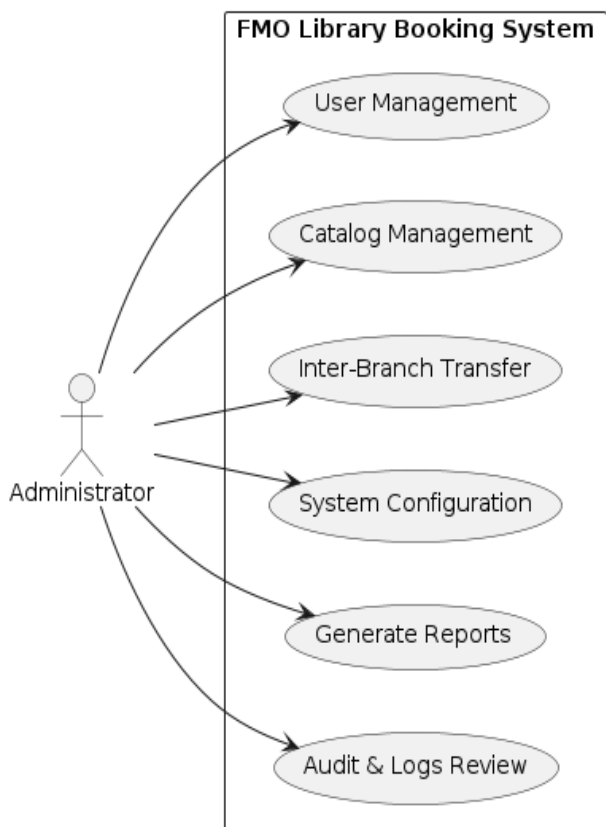 FMO Library Booking System
User Management
Catalog Management
Inter-Branch Transfer
System Configuration
Administrator
Generate Reports
Audit & Logs Review